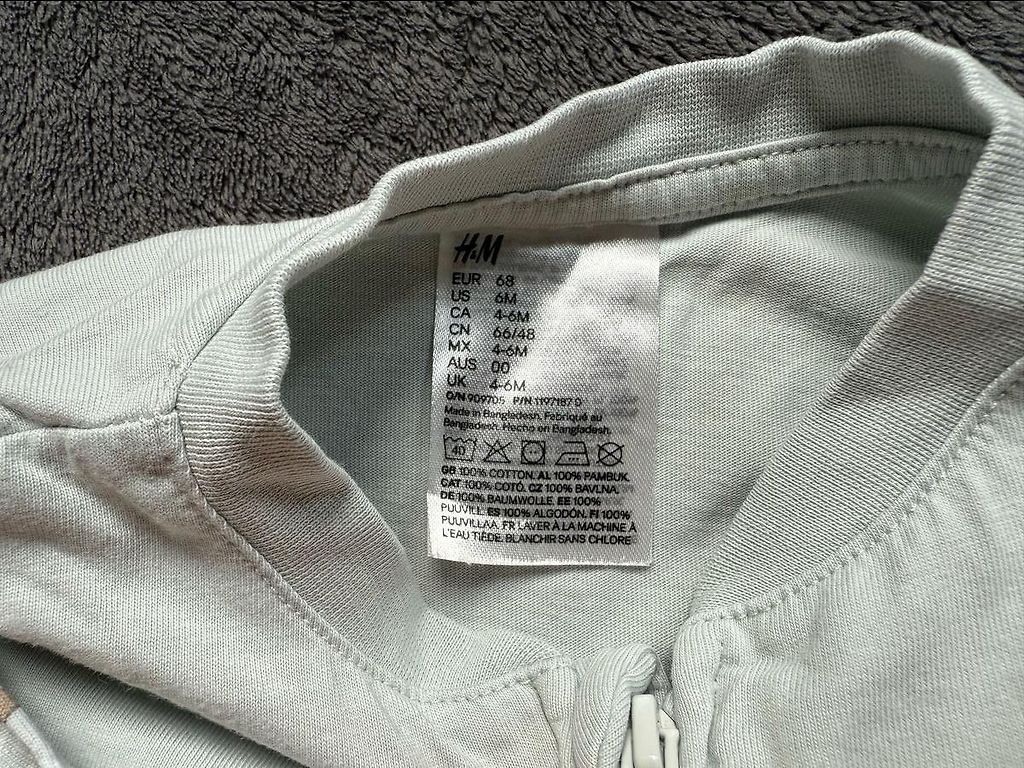 H&M
EUR 68
US 6M
CA 4-6M
CN 66/48
MX 4-6M
AUS 00
UK 4-6M
O/N 909705 P/N 1197187
Made in Bangladesh. Fabriqué au
Bangladesh. Hecho en Bangladesh.
40
GB 100% COTTON. AL 100% PAMBUK.
CAT 100% COTÓ. CZ 100% BAVLNA.
DE 100% BAUMWOLLE. EE 100%
PUUVILL. ES 100% ALGODÓN. FI 100%
PUUVILLAA. FR LAVER À LA MACHINE À
L'EAU TIÈDE. BLANCHIR SANS CHLORE